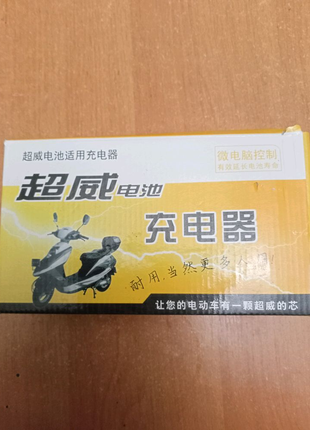 超威电池适用充电器
微电脑控制
超威电池
充电器
耐用,当然更多
让您的电动车有一颗超威的芯